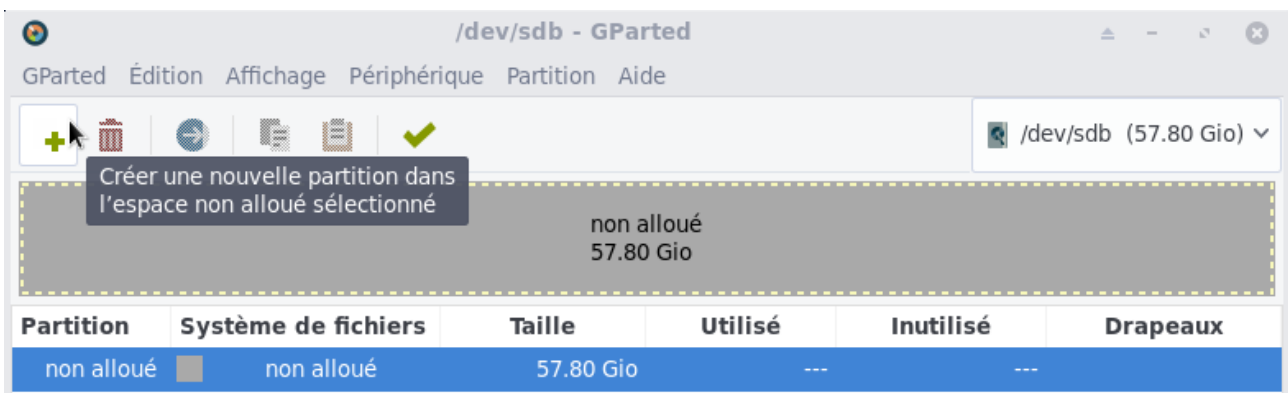 /dev/sdb - GParted
GParted Édition Affichage Périphérique Partition Aide
/dev/sdb (57.80 Gio)
Créer une nouvelle partition dans
l’espace non alloué sélectionné
non alloué
57.80 Gio
Partition Système de fichiers Taille Utilisé Inutilisé Drapeaux
non alloué non alloué 57.80 Gio --- ---